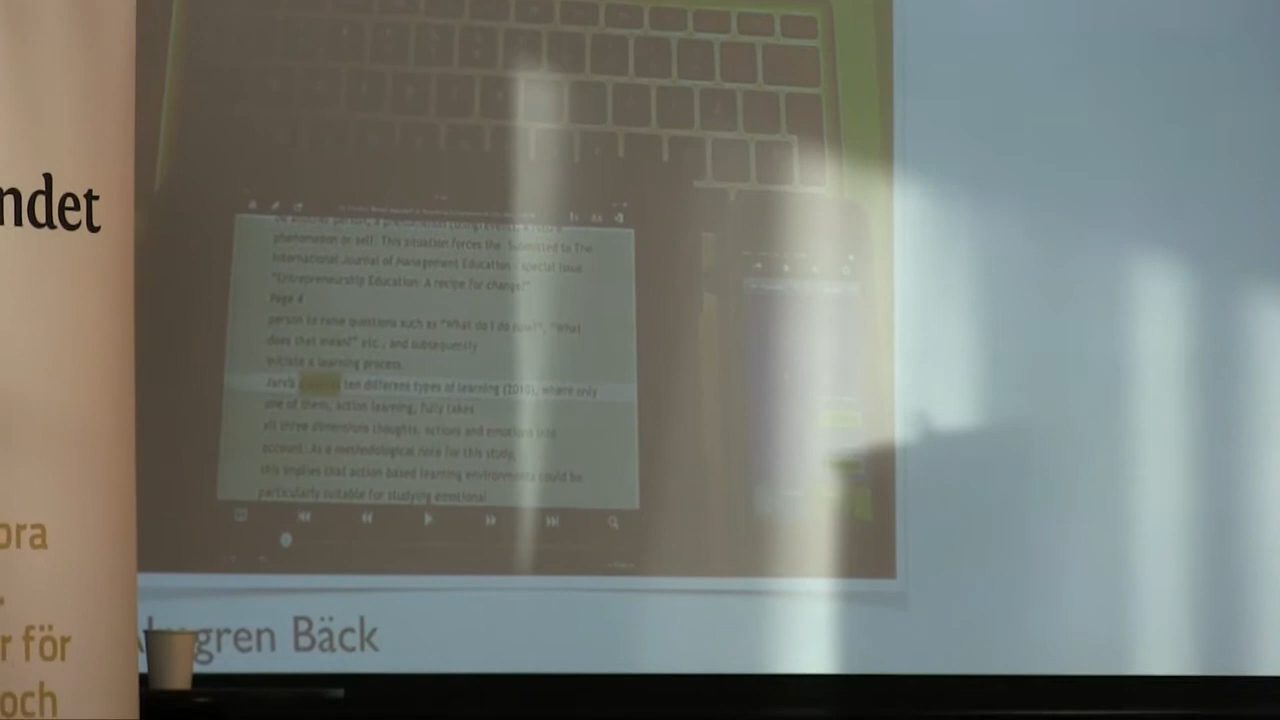 ndet
ora
r för
och
phenomenon or self. This situation forces the Submitted to The
International Journal of Management Education - special issue
"Entrepreneurship Education: A recipe for change?"
Page 4
person to raise questions such as "What do I do now?", "What
does that mean?" etc., and subsequently
initiate a learning process.
Jarvis ten different types of learning (2010), where only
one of them, action learning, fully takes
all three dimensions thoughts, actions and emotions into
account. As a methodological note for this study,
this implies that action-based learning environments could be
particularly suitable for studying emotional
gren Bäck